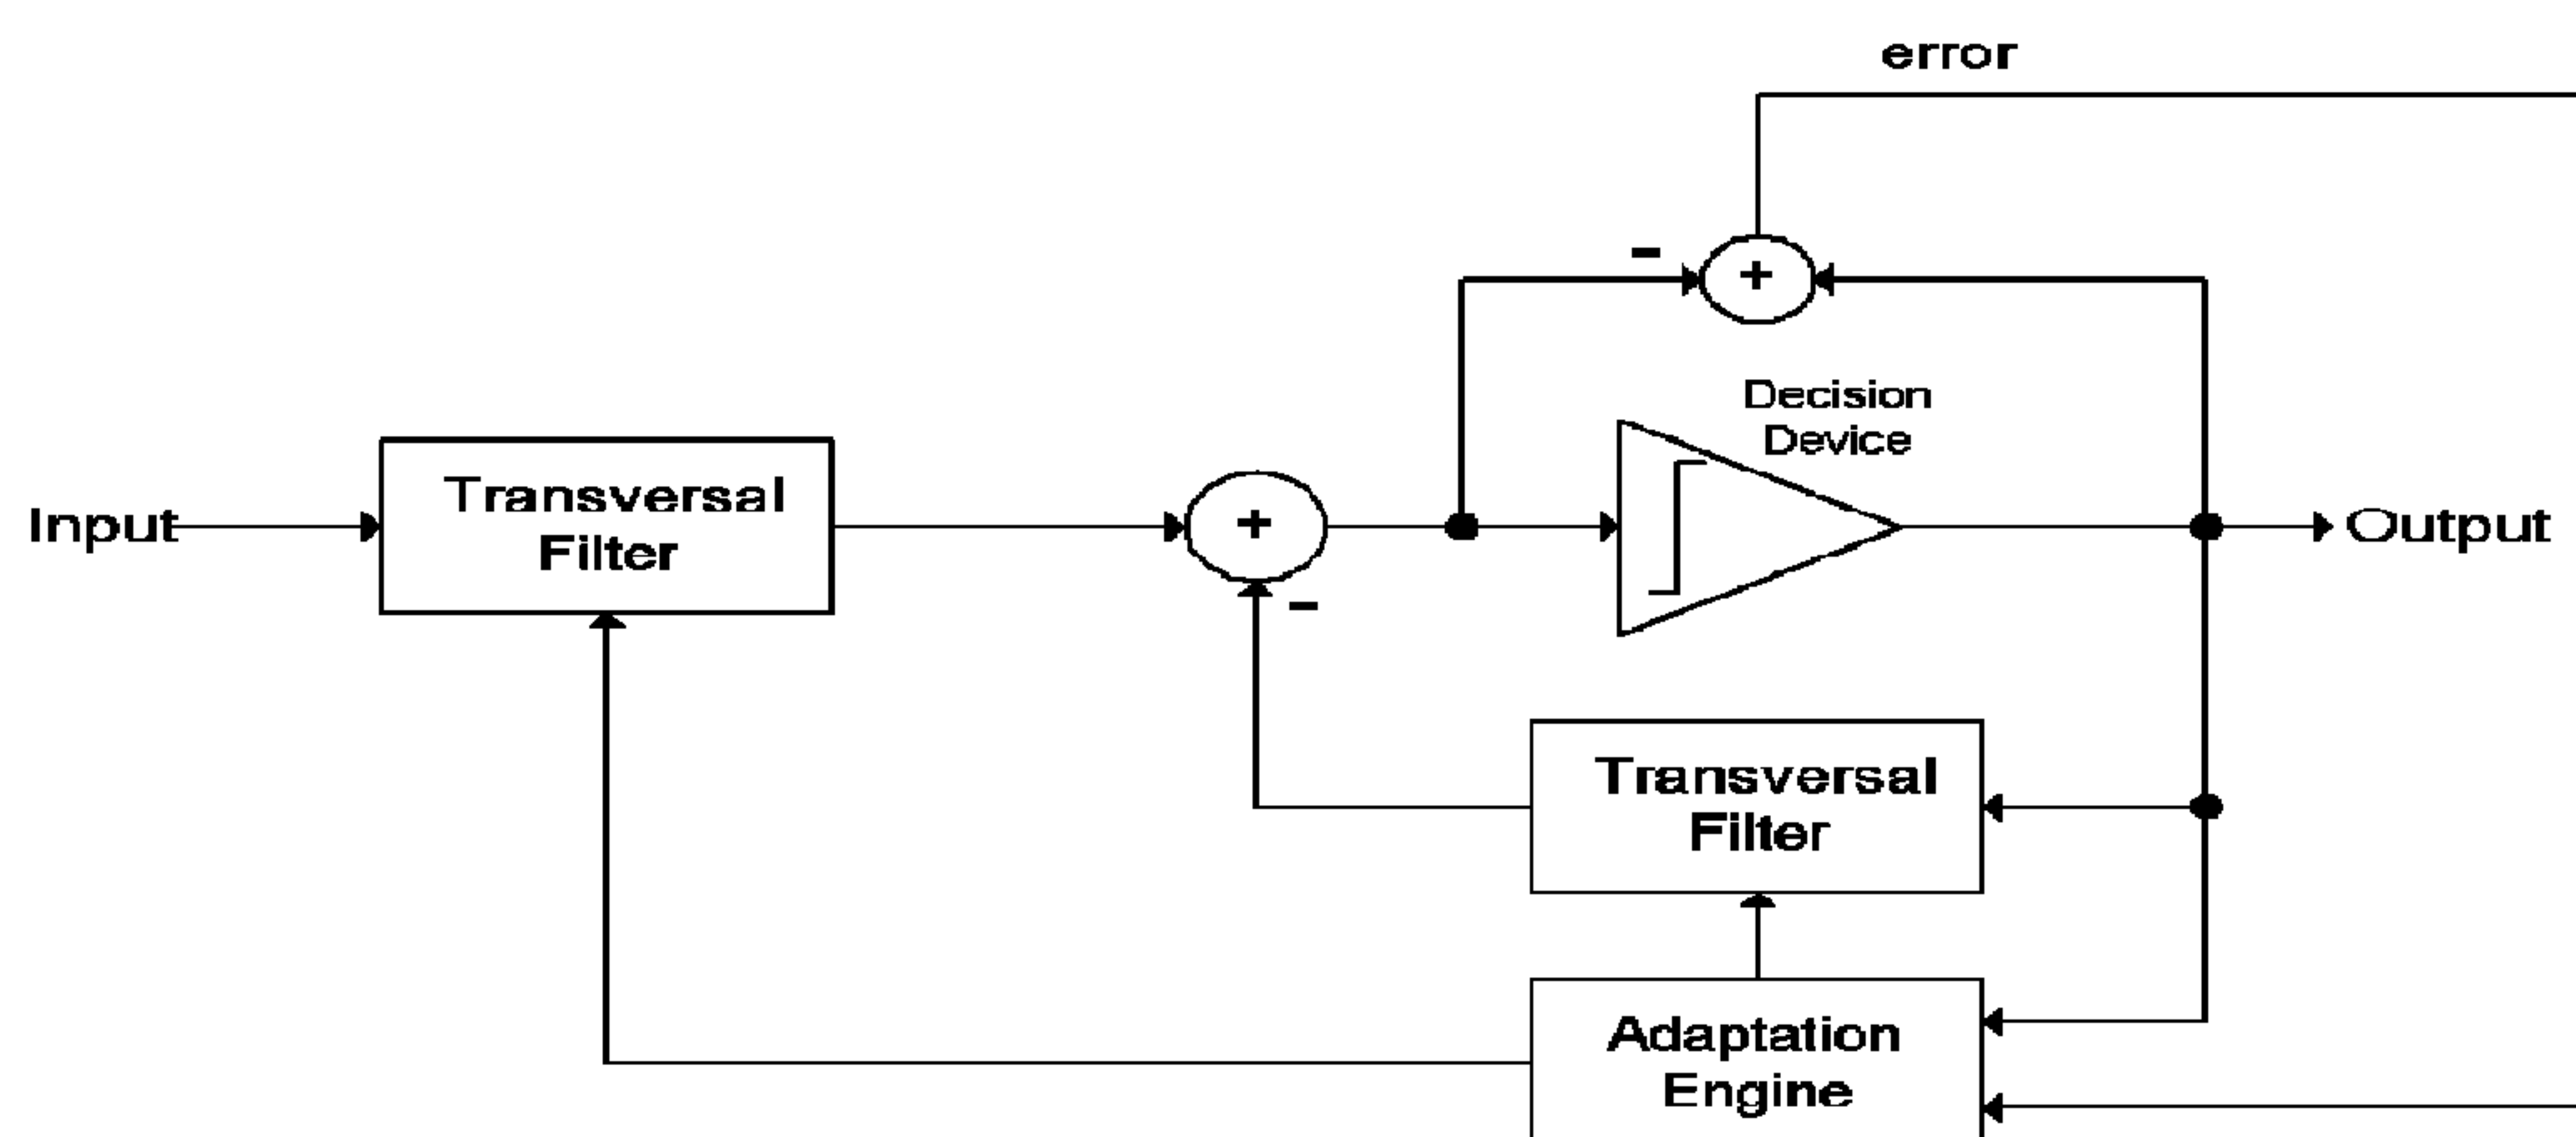 error
-
+
Decision
Device
Input
Transversal
Filter
+
Output
-
Transversal
Filter
Adaptation
Engine